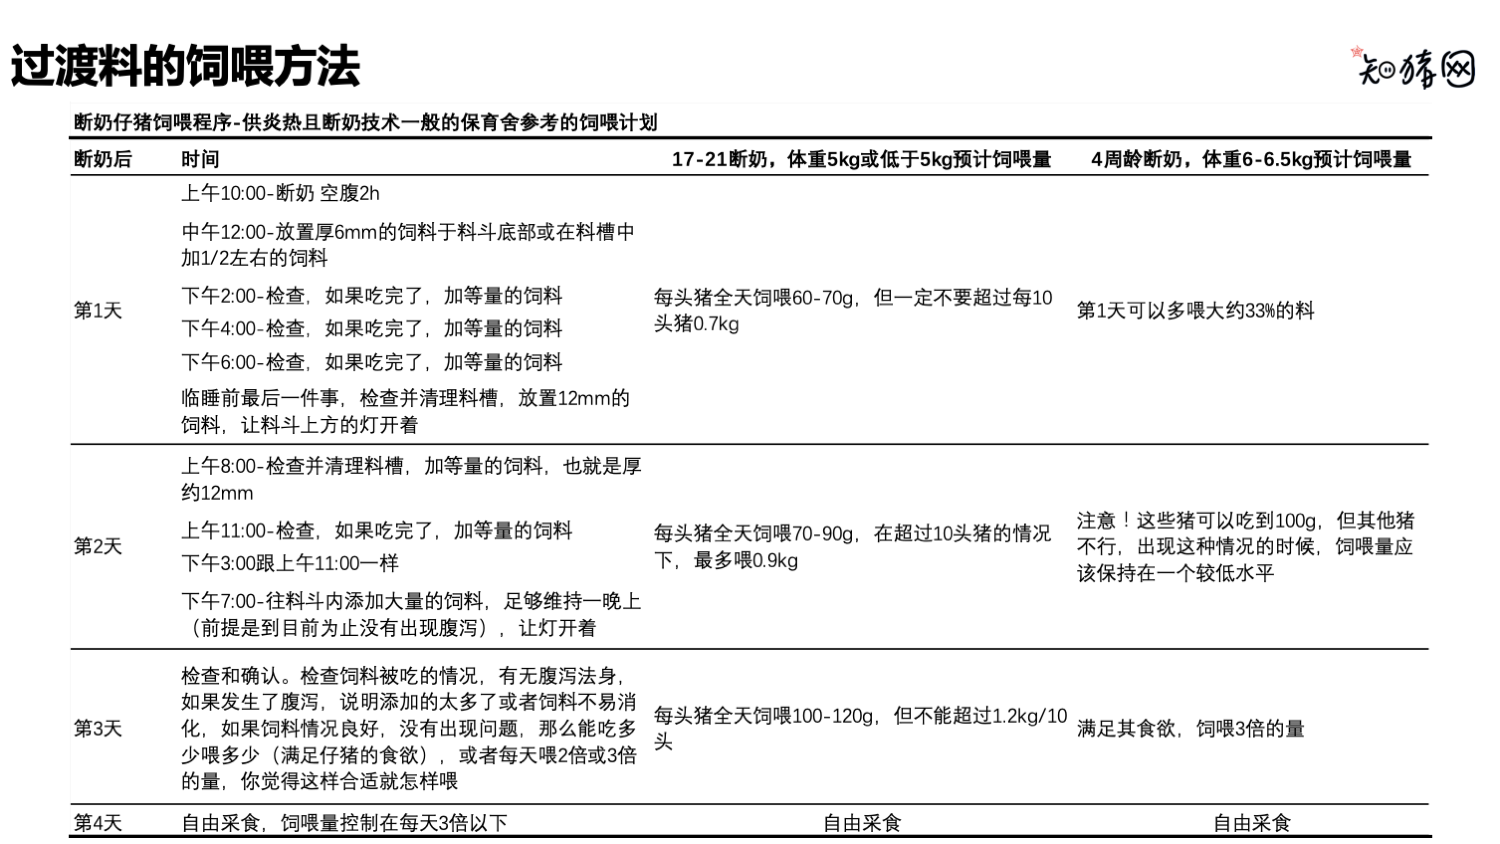 过渡料的饲喂方法
知猪网
断奶仔猪饲喂程序-供炎热且断奶技术一般的保育舍参考的饲喂计划
断奶后 时间 17-21断奶，体重5kg或低于5kg预计饲喂量 4周龄断奶，体重6-6.5kg预计饲喂量
第1天
上午10:00-断奶 空腹2h
中午12:00-放置厚6mm的饲料于料斗底部或在料槽中
加1/2左右的饲料
下午2:00-检查，如果吃完了，加等量的饲料
下午4:00-检查，如果吃完了，加等量的饲料
下午6:00-检查，如果吃完了，加等量的饲料
临睡前最后一件事，检查并清理料槽，放置12mm的
饲料，让料斗上方的灯开着
每头猪全天饲喂60-70g，但一定不要超过每10
头猪0.7kg
第1天可以多喂大约33%的料
第2天
上午8:00-检查并清理料槽，加等量的饲料，也就是厚
约12mm
上午11:00-检查，如果吃完了，加等量的饲料
下午3:00跟上午11:00一样
下午7:00-往料斗内添加大量的饲料，足够维持一晚上
（前提是到目前为止没有出现腹泻），让灯开着
每头猪全天饲喂70-90g，在超过10头猪的情况
下，最多喂0.9kg
注意！这些猪可以吃到100g，但其他猪
不行，出现这种情况的时候，饲喂量应
该保持在一个较低水平
第3天
检查和确认。检查饲料被吃的情况，有无腹泻法身，
如果发生了腹泻，说明添加的太多了或者饲料不易消
化，如果饲料情况良好，没有出现问题，那么能吃多
少喂多少（满足仔猪的食欲），或者每天喂2倍或3倍
的量，你觉得这样合适就怎样喂
每头猪全天饲喂100-120g，但不能超过1.2kg/10
头
满足其食欲，饲喂3倍的量
第4天 自由采食，饲喂量控制在每天3倍以下 自由采食 自由采食